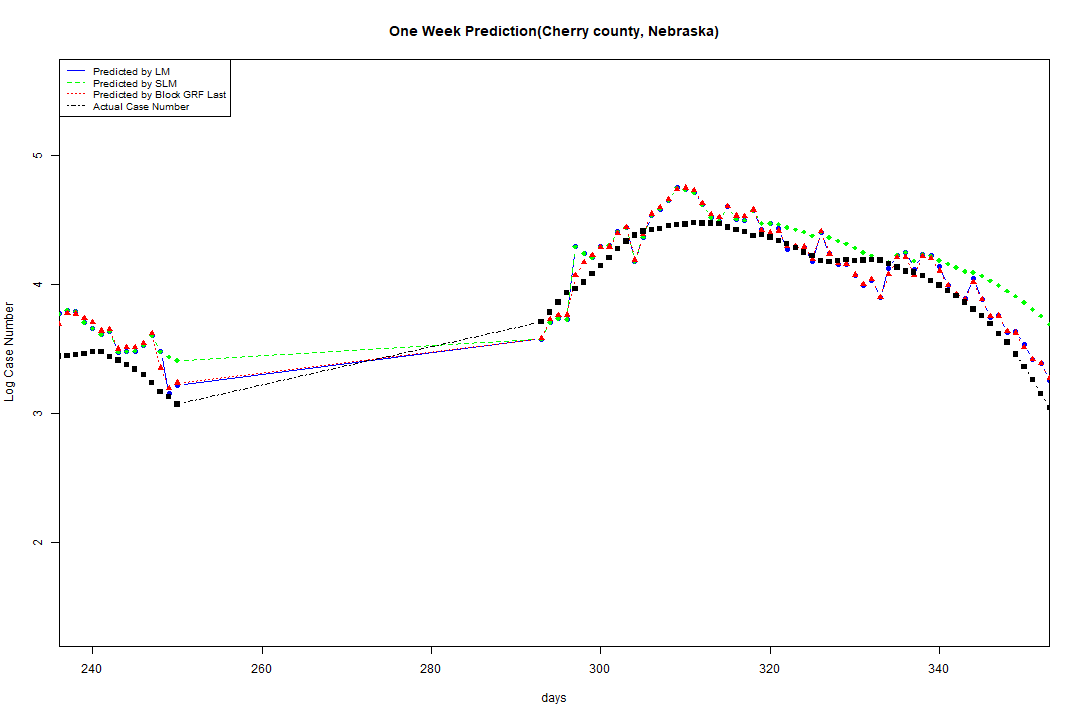 One Week Prediction(Cherry county, Nebraska)
Predicted by LM
Predicted by SLM
Predicted by Block GRF Last
Actual Case Number
5
4
3
2
Log Case Number
240 260 280 300 320 340
days